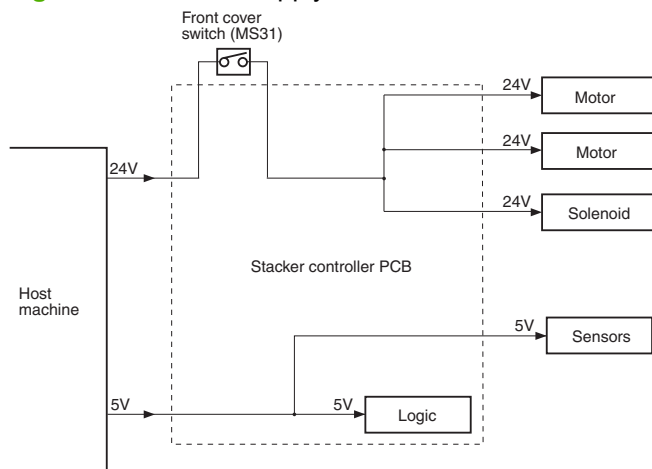 Front cover
switch (MS31)
24V
Motor
24V
Motor
24V
24V
Solenoid
Stacker controller PCB
Host
machine
5V
Sensors
5V
5V
Logic